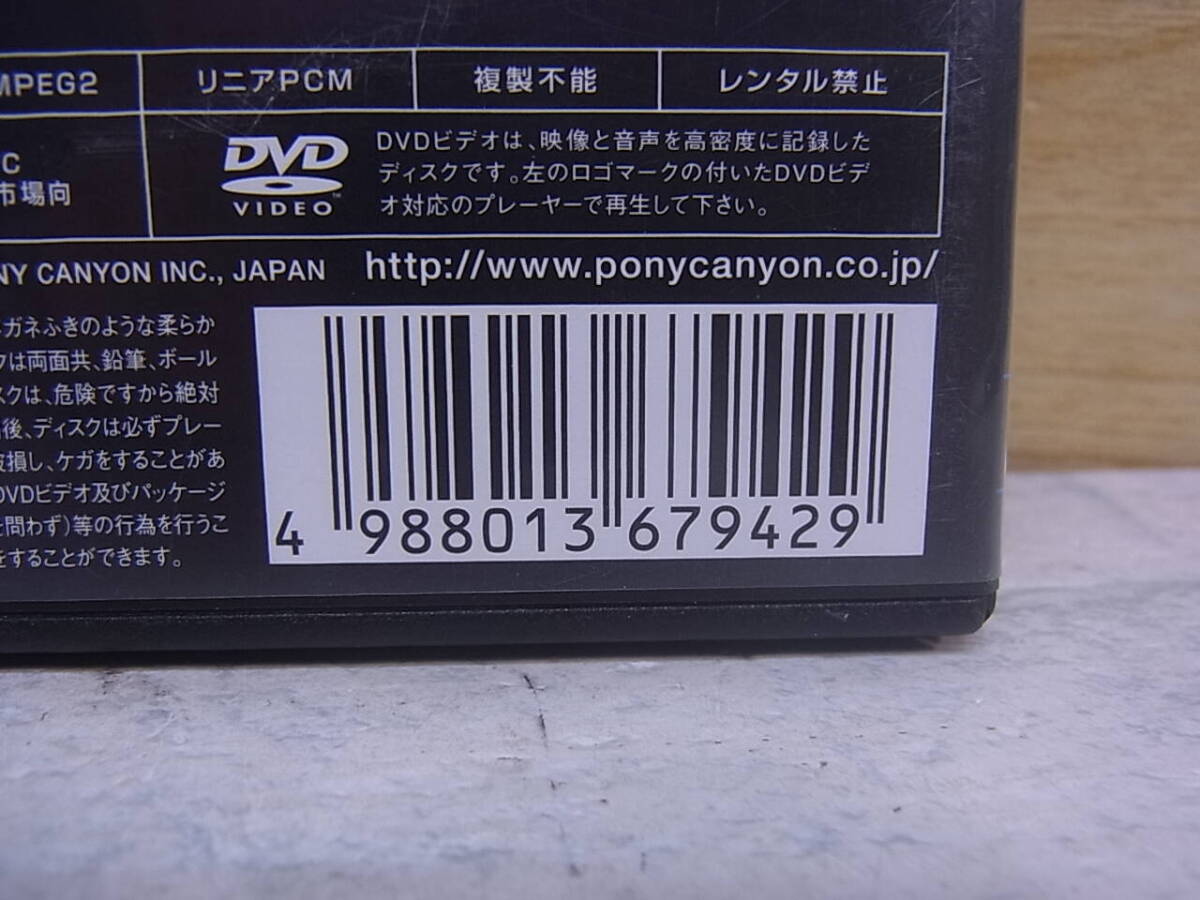 MPEG2
リニアPCM
複製不能
レンタル禁止
C
市場向
DVD
VIDEO
TM
DVDビデオは、映像と音声を高密度に記録した
ディスクです。左のロゴマークの付いたDVDビデ
オ対応のプレーヤーで再生して下さい。
NY CANYON INC., JAPAN
http://www.ponycanyon.co.jp/
ガネふきのような柔らか
は両面共、鉛筆、ボール
スクは、危険ですから絶対
後、ディスクは必ずプレー
破損し、ケガをすることがあ
DVDビデオ及びパッケージ
を問わず)等の行為を行うこ
をすることができます。
4 988013 679429